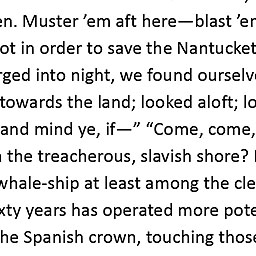 en. Muster ’em aft here—blast ’er
ot in order to save the Nantucket
rged into night, we found ourselve
towards the land; looked aloft; lo
and mind ye, if—” “Come, come,
the treacherous, slavish shore?
whale-ship at least among the cle
xty years has operated more pote
he Spanish crown, touching those